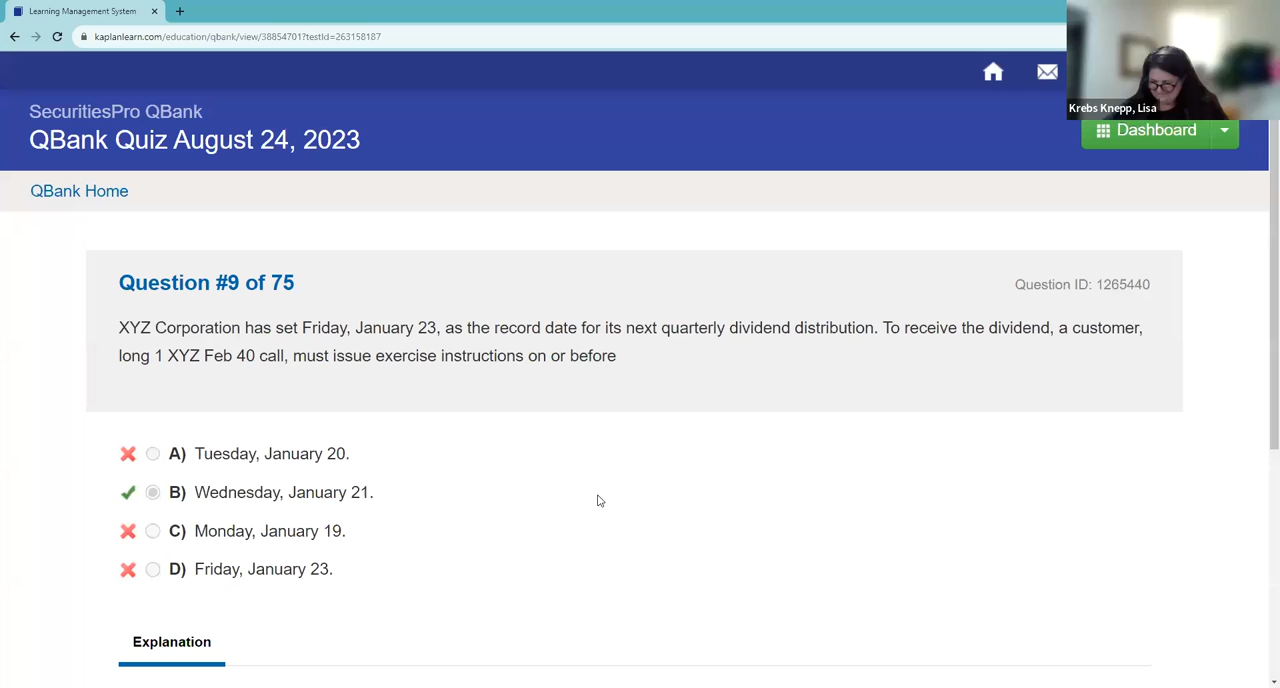 Learning Management System
kaplanlearn.com/education/qbank/view/38854701?testId=263158187
Krebs Knepp, Lisa
SecuritiesPro QBank
QBank Quiz August 24, 2023
Dashboard
QBank Home
Question #9 of 75
Question ID: 1265440
XYZ Corporation has set Friday, January 23, as the record date for its next quarterly dividend distribution. To receive the dividend, a customer,
long 1 XYZ Feb 40 call, must issue exercise instructions on or before
A) Tuesday, January 20.
B) Wednesday, January 21.
C) Monday, January 19.
D) Friday, January 23.
Explanation